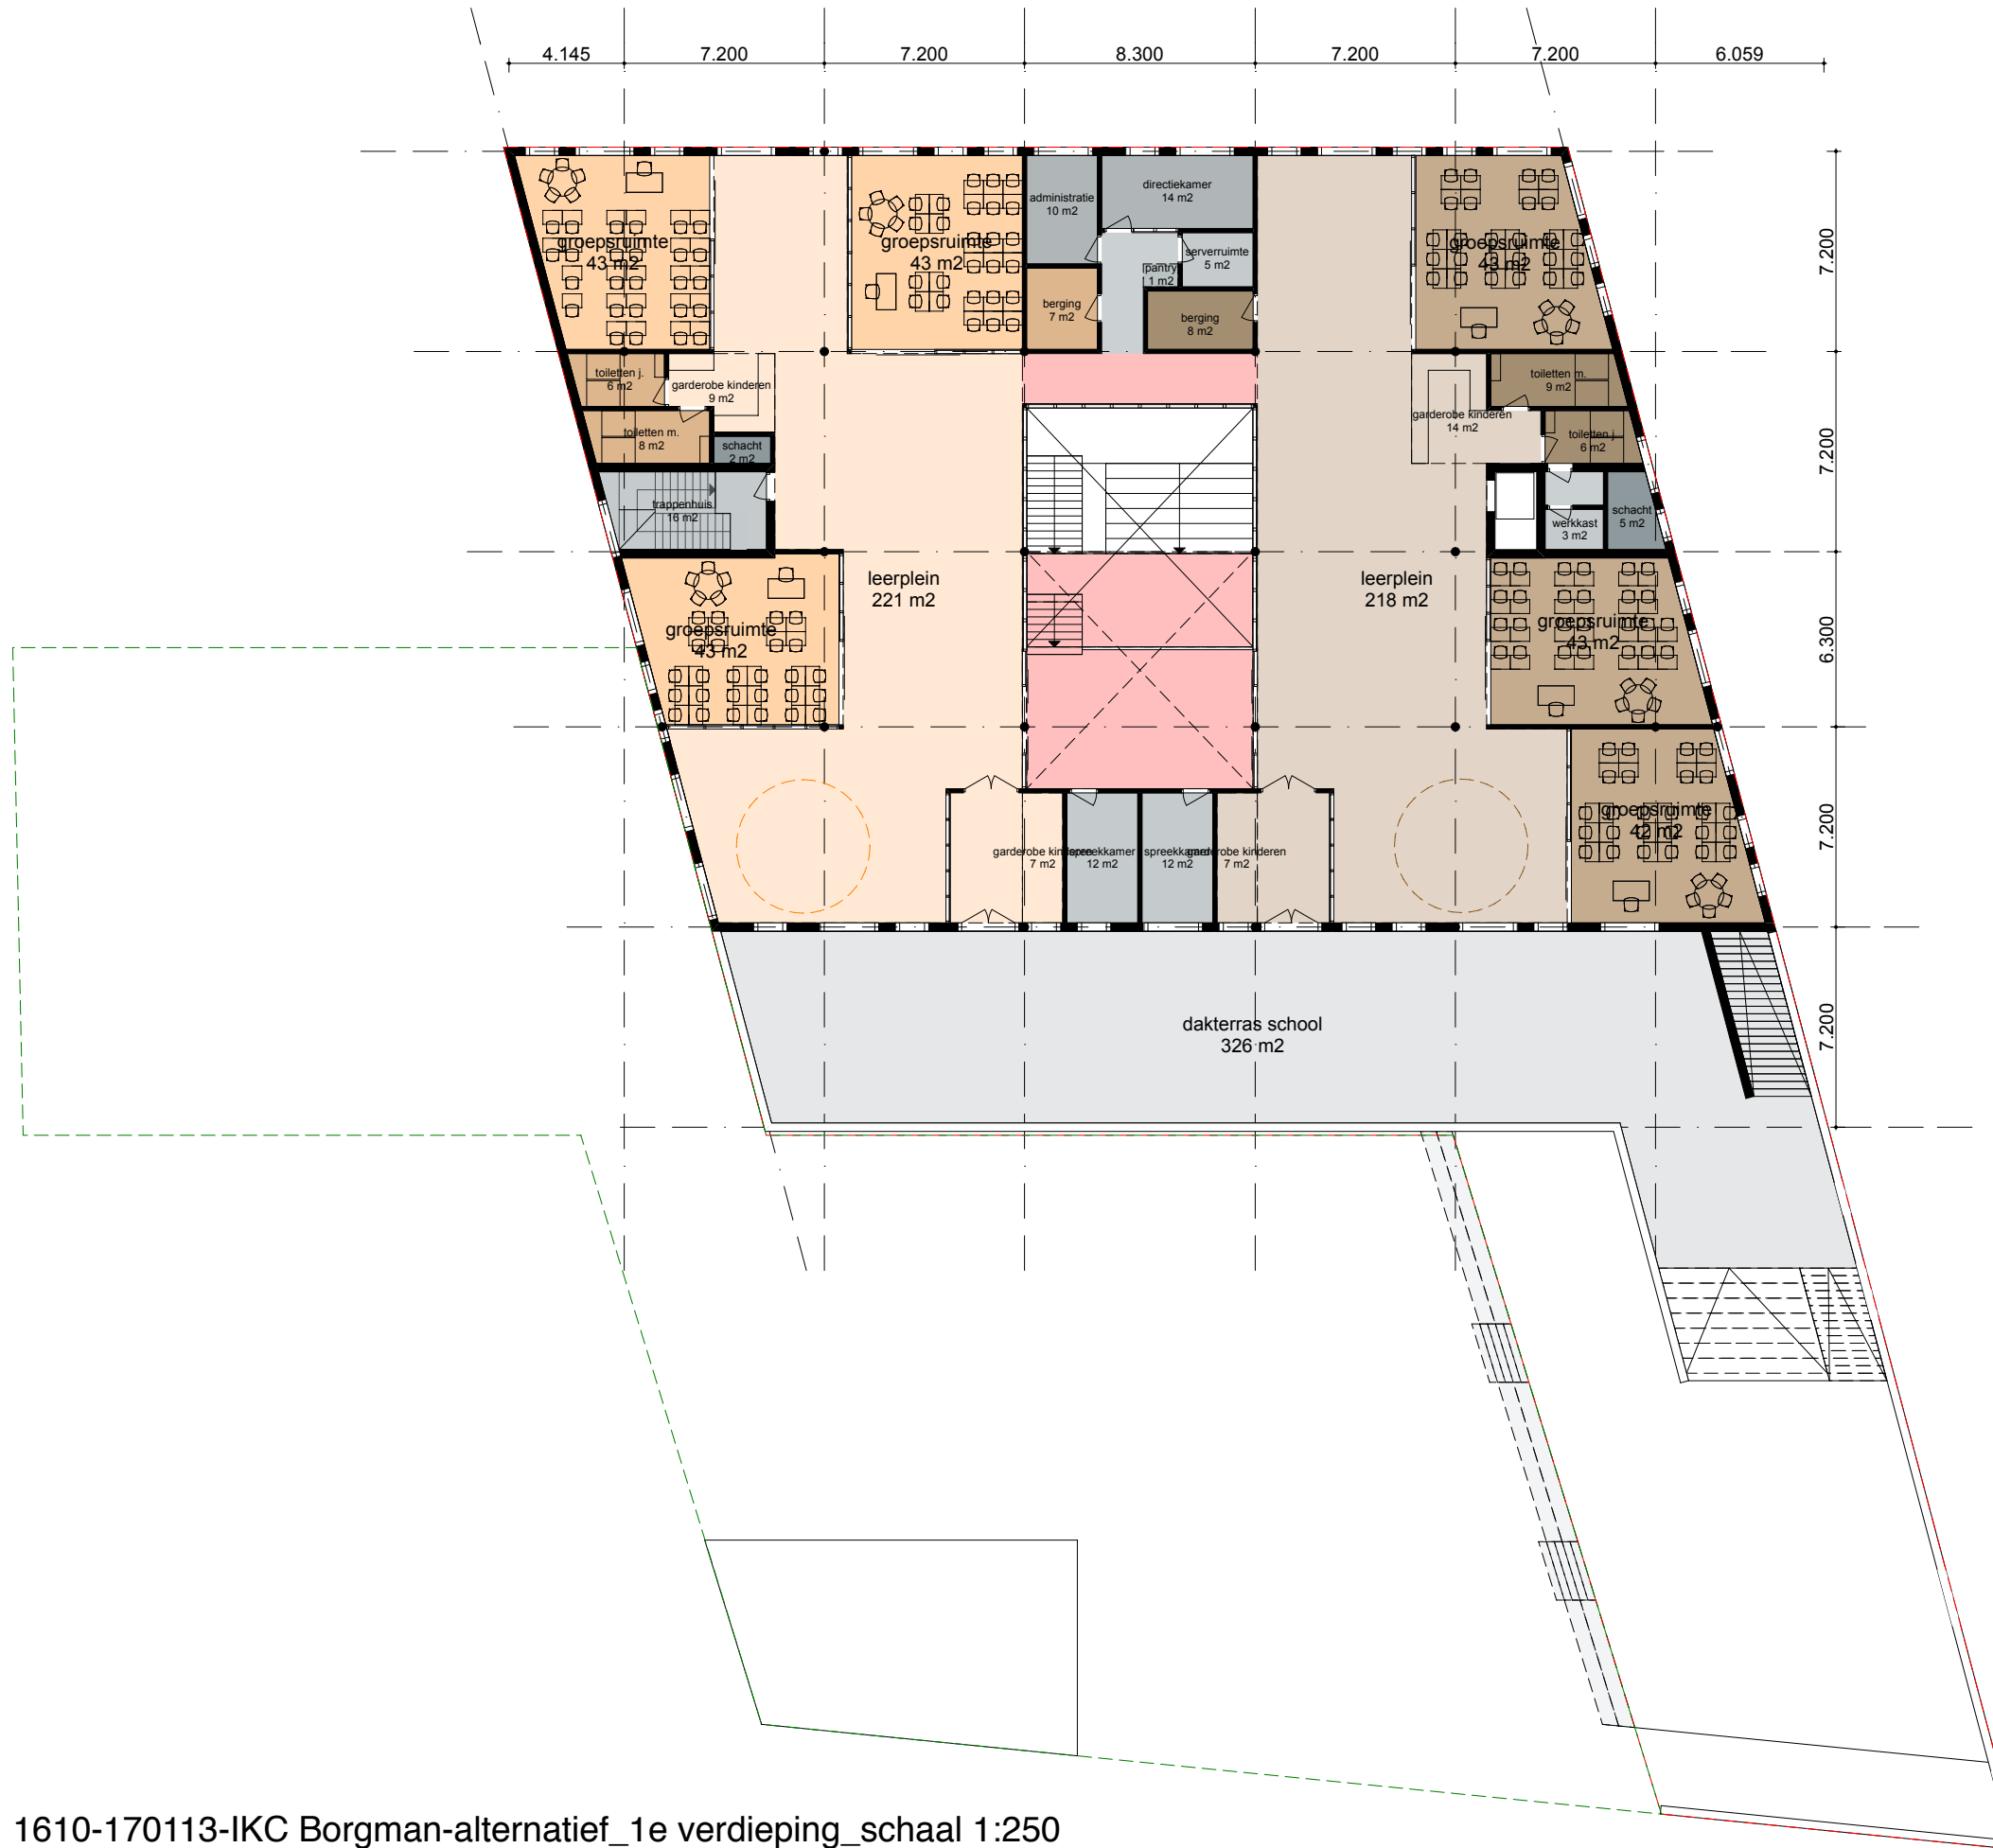 4.145 7.200 7.200 8.300 7.200 7.200 6.059
groepsruimte
43 m2
groepsruimte
43 m2
administratie
10 m2
directiekamer
14 m2
pantry
1 m2
serverruimte
5 m2
berging
7 m2
berging
8 m2
groepsruimte
43 m2
7.200
toiletten j.
6 m2
garderobe kinderen
9 m2
toiletten m.
8 m2
schacht
2 m2
trappenhuis
16 m2
toiletten m.
9 m2
garderobe kinderen
14 m2
toiletten j.
6 m2
werkkast
3 m2
schacht
5 m2
7.200
leerplein
221 m2
leerplein
218 m2
groepsruimte
43 m2
groepsruimte
43 m2
6.300
groepsruimte
42 m2
7.200
garderobe kinderen
7 m2
spreekkamer
12 m2
spreekkamer
12 m2
garderobe kinderen
7 m2
dakterras school
326 m2
7.200
1610-170113-IKC Borgman-alternatief_1e verdieping_schaal 1:250